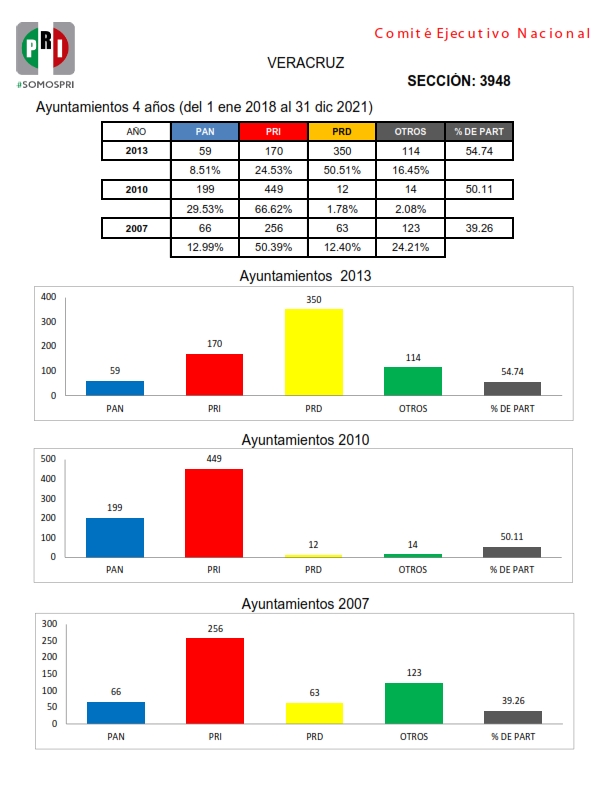 Comité Ejecutivo Nacional
PRI
#SOMOSPRI
VERACRUZ
SECCIÓN: 3948
Ayuntamientos 4 años (del 1 ene 2018 al 31 dic 2021)
AÑO PAN PRI PRD OTROS % DE PART
2013 59 170 350 114 54.74
8.51% 24.53% 50.51% 16.45%
2010 199 449 12 14 50.11
29.53% 66.62% 1.78% 2.08%
2007 66 256 63 123 39.26
12.99% 50.39% 12.40% 24.21%
Ayuntamientos 2013
400
300
200
100
0
59 170 350 114 54.74
PAN PRI PRD OTROS % DE PART
Ayuntamientos 2010
500
400
300
200
100
0
199 449 12 14 50.11
PAN PRI PRD OTROS % DE PART
Ayuntamientos 2007
300
250
200
150
100
50
0
66 256 63 123 39.26
PAN PRI PRD OTROS % DE PART